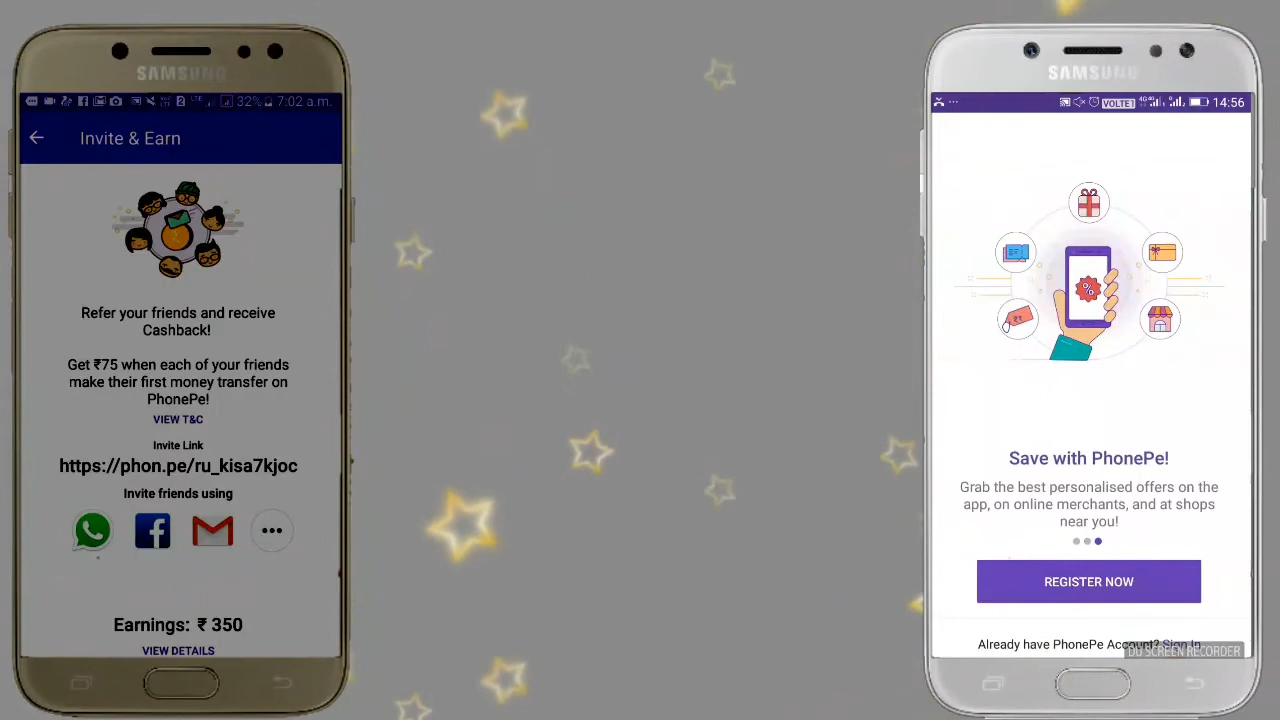 SAMSUNG
32% 7:02 a.m.
Invite & Earn
Refer your friends and receive
Cashback!
Get ₹75 when each of your friends
make their first money transfer on
PhonePe!
VIEW T&C
Invite Link
https://phon.pe/ru_kisa7kjoc
Invite friends using
Earnings: ₹ 350
VIEW DETAILS
SAMSUNG
VOLTE1 14:56
Save with PhonePe!
Grab the best personalised offers on the
app, on online merchants, and at shops
near you!
REGISTER NOW
Already have PhonePe Account? Sign In
DU SCREEN RECORDER